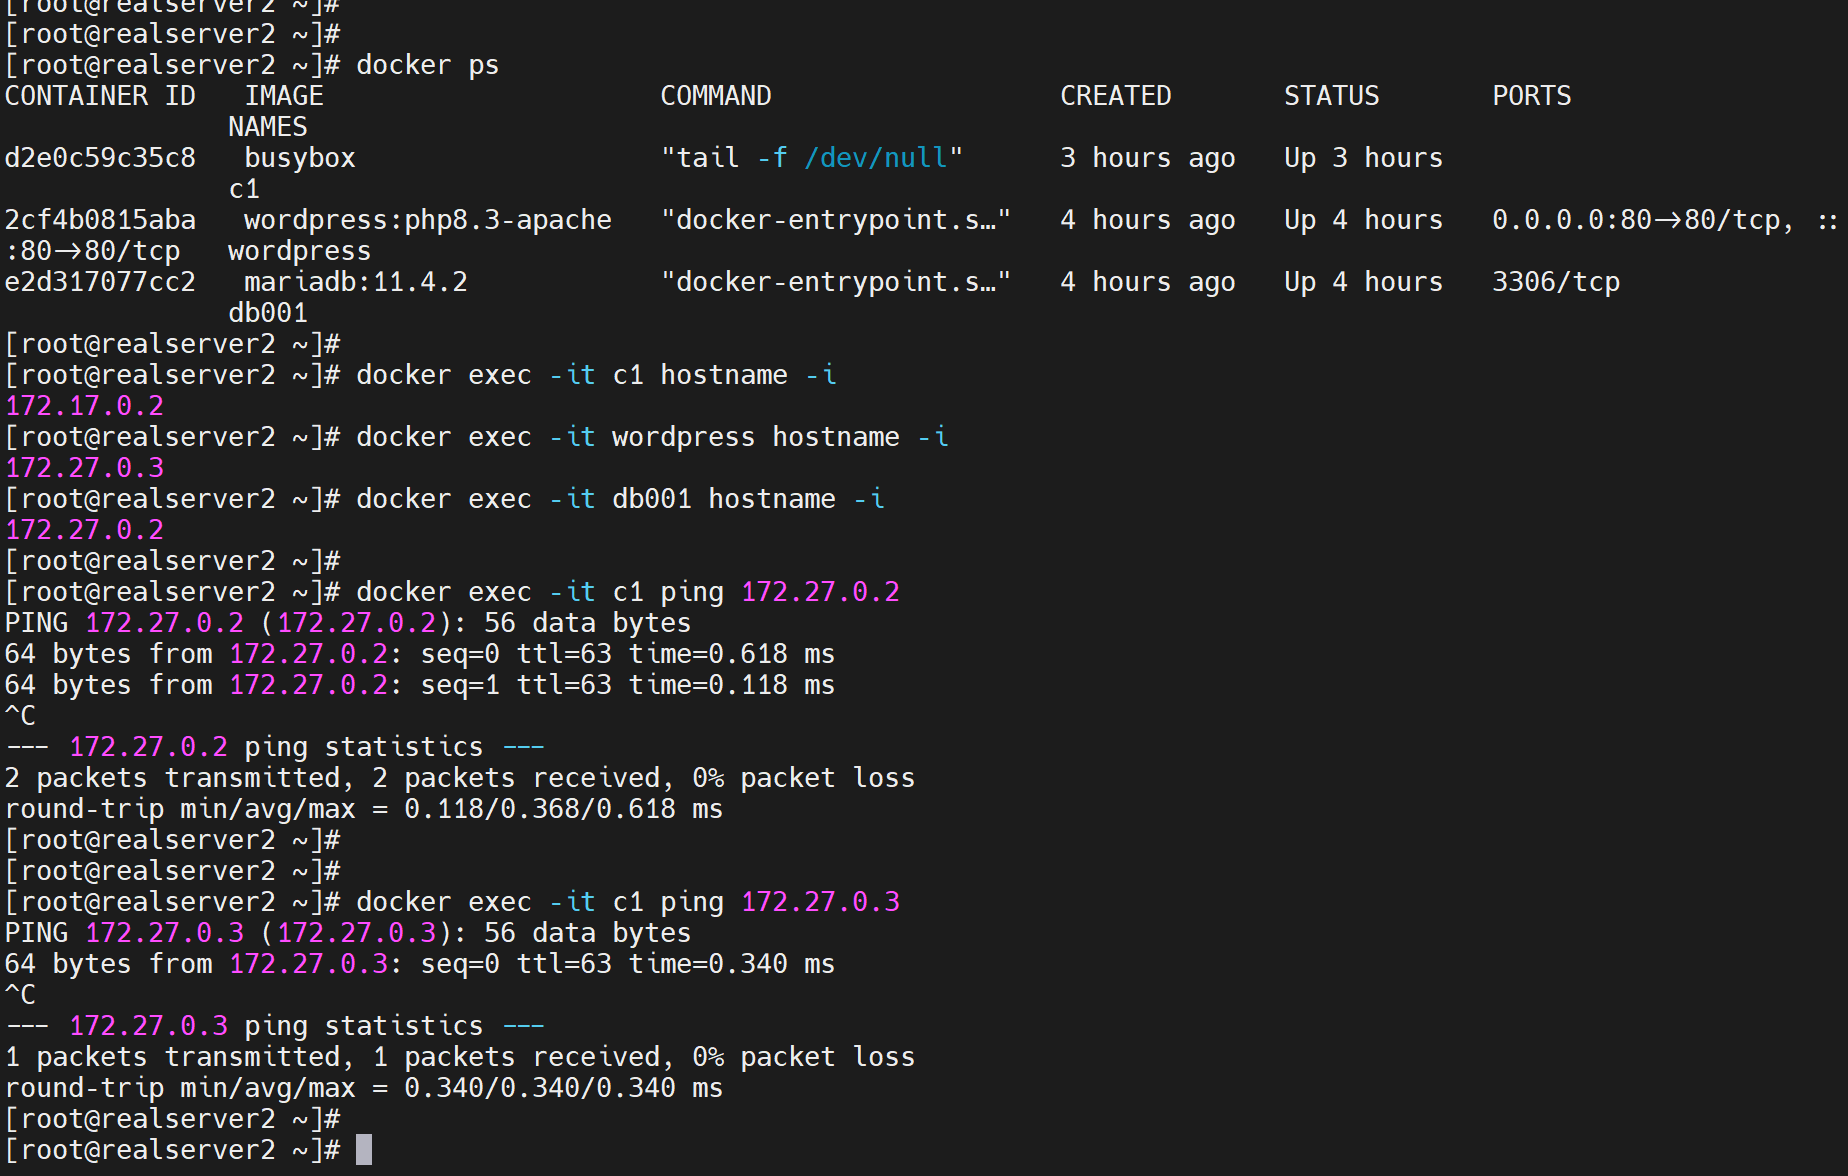 [root@realserver2 ~]#
[root@realserver2 ~]#
[root@realserver2 ~]# docker ps
CONTAINER ID   IMAGE                     COMMAND                  CREATED       STATUS       PORTS
              NAMES
d2e0c59c35c8   busybox                   "tail -f /dev/null"      3 hours ago   Up 3 hours
              c1
2cf4b0815aba   wordpress:php8.3-apache   "docker-entrypoint.s…"   4 hours ago   Up 4 hours   0.0.0.0:80->80/tcp, ::
:80->80/tcp   wordpress
e2d317077cc2   mariadb:11.4.2            "docker-entrypoint.s…"   4 hours ago   Up 4 hours   3306/tcp
              db001
[root@realserver2 ~]#
[root@realserver2 ~]# docker exec -it c1 hostname -i
172.17.0.2
[root@realserver2 ~]# docker exec -it wordpress hostname -i
172.27.0.3
[root@realserver2 ~]# docker exec -it db001 hostname -i
172.27.0.2
[root@realserver2 ~]#
[root@realserver2 ~]# docker exec -it c1 ping 172.27.0.2
PING 172.27.0.2 (172.27.0.2): 56 data bytes
64 bytes from 172.27.0.2: seq=0 ttl=63 time=0.618 ms
64 bytes from 172.27.0.2: seq=1 ttl=63 time=0.118 ms
^C
--- 172.27.0.2 ping statistics ---
2 packets transmitted, 2 packets received, 0% packet loss
round-trip min/avg/max = 0.118/0.368/0.618 ms
[root@realserver2 ~]#
[root@realserver2 ~]#
[root@realserver2 ~]# docker exec -it c1 ping 172.27.0.3
PING 172.27.0.3 (172.27.0.3): 56 data bytes
64 bytes from 172.27.0.3: seq=0 ttl=63 time=0.340 ms
^C
--- 172.27.0.3 ping statistics ---
1 packets transmitted, 1 packets received, 0% packet loss
round-trip min/avg/max = 0.340/0.340/0.340 ms
[root@realserver2 ~]#
[root@realserver2 ~]#